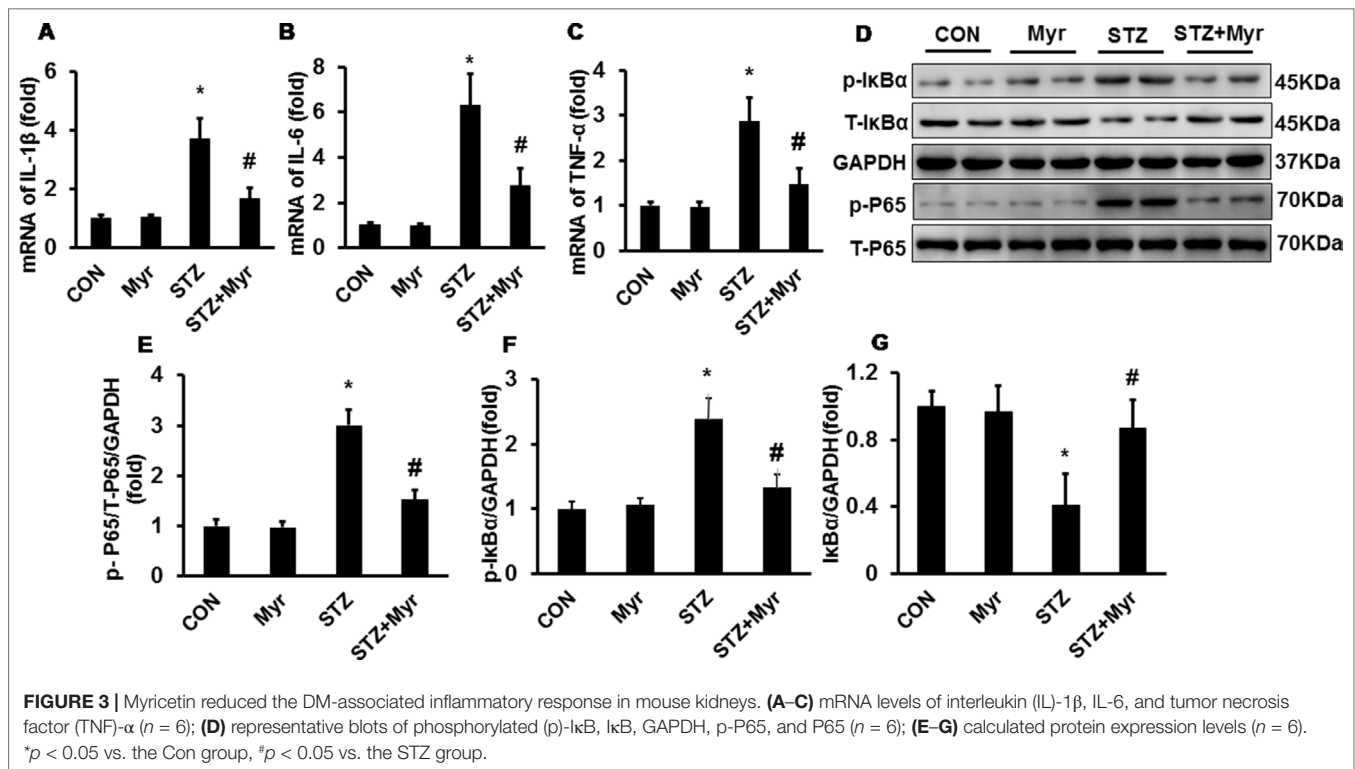 A
mRNA of IL-1β (fold)
6
4
2
0
*
#
CON
Myr
STZ
STZ+Myr
B
mRNA of IL-6 (fold)
8
6
4
2
0
*
#
CON
Myr
STZ
STZ+Myr
C
mRNA of TNF-α (fold)
4
3
2
1
0
*
#
CON
Myr
STZ
STZ+Myr
D
CON Myr STZ STZ+Myr
p-IκBα 45KDa
T-IκBα 45KDa
GAPDH 37KDa
p-P65 70KDa
T-P65 70KDa
E
p- P65/T-P65/GAPDH
(fold)
4
3
2
1
0
*
#
CON
Myr
STZ
STZ+Myr
F
p-IκBα/GAPDH(fold)
3
2
1
0
*
#
CON
Myr
STZ
STZ+Myr
G
IκBα/GAPDH(fold)
1.2
0.8
0.4
0
*
#
CON
Myr
STZ
STZ+Myr
FIGURE 3 | Myricetin reduced the DM-associated inflammatory response in mouse kidneys. (A–C) mRNA levels of interleukin (IL)-1β, IL-6, and tumor necrosis
factor (TNF)-α (n = 6); (D) representative blots of phosphorylated (p)-IκB, IκB, GAPDH, p-P65, and P65 (n = 6); (E–G) calculated protein expression levels (n = 6).
*p < 0.05 vs. the Con group, #p < 0.05 vs. the STZ group.